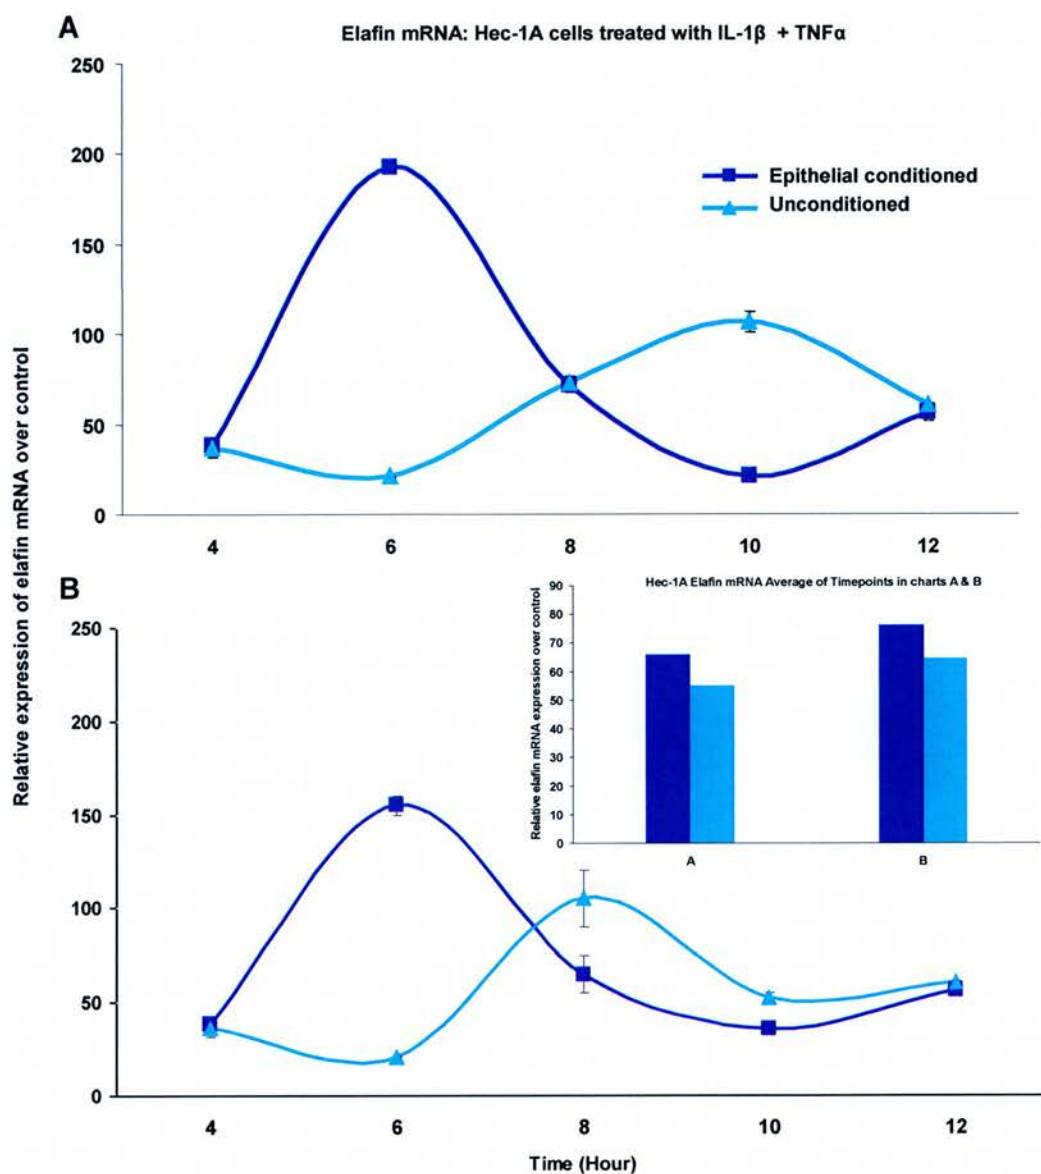 A
Elafin mRNA: Hec-1A cells treated with IL-1β + TNFα
250
200
150
100
50
0
Epithelial conditioned
Unconditioned
4 6 8 10 12
Relative expression of elafin mRNA over control
B
250
200
150
100
50
0
Hec-1A Elafin mRNA Average of Timepoints in charts A & B
Relative elafin mRNA expression over control
90
80
70
60
50
40
30
20
10
0
A B
4 6 8 10 12
Time (Hour)